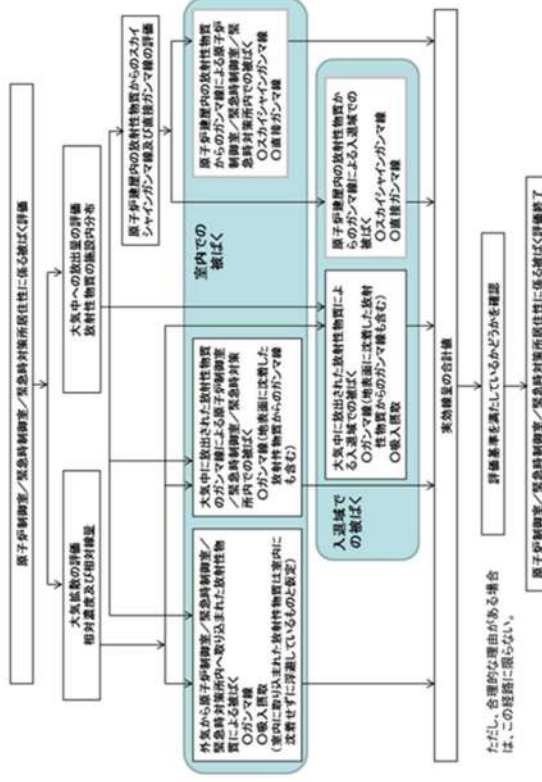 原子炉制御室/緊急時制御室/緊急時対策所居住性に係る被ばく評価
大気拡散の評価
相対濃度及び相対線量
大気中への放出量の評価
放射性物質の施設内分布
原子炉建屋内の放射性物質からのスカイ
シャインガンマ線及び直接ガンマ線の評価
室内での
被ばく
外気から原子炉制御室/緊急時制御室/
緊急時対策所内へ取り込まれた放射性物
質による被ばく
○ガンマ線
○吸入摂取
(室内に取り込まれた放射性物質は室内に
沈着せずに浮遊しているものと仮定)
大気中に放出された放射性物質
のガンマ線による原子炉制御室
/緊急時制御室/緊急時対策
所内での被ばく
○ガンマ線(地表面に沈着した
放射性物質からのガンマ線
も含む)
原子炉建屋内の放射性物質
からのガンマ線による原子炉
制御室/緊急時制御室/緊
急時対策所内での被ばく
○スカイシャインガンマ線
○直接ガンマ線
入退域で
の被ばく
大気中に放出された放射性物質によ
る入退域での被ばく
○ガンマ線(地表面に沈着した放射
性物質からのガンマ線も含む)
○吸入摂取
原子炉建屋内の放射性物質か
らのガンマ線による入退域での
被ばく
○スカイシャインガンマ線
○直接ガンマ線
実効線量の合計値
ただし、合理的な理由がある場合
は、この経路に限らない。
評価基準を満たしているかどうかを確認
原子炉制御室/緊急時制御室/緊急時対策所居住性に係る被ばく評価終了